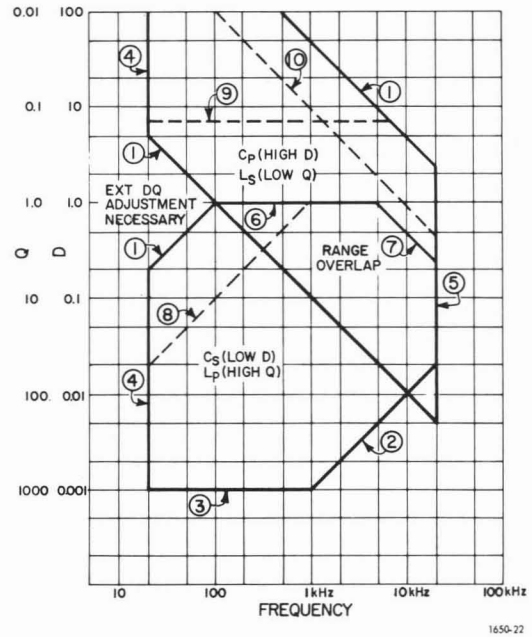 0.01 100
④ ⑩ ①
⑨
0.1 10
① CP(HIGH D)
LS(LOW Q)
EXT DQ
ADJUSTMENT
NECESSARY
1.0 1.0
⑥
① RANGE
OVERLAP ⑦
Q D
⑤
10 0.1
⑧
CS(LOW D)
LP(HIGH Q)
④
100. 0.01
②
1000 0.001
③
10 100 1kHz 10kHz 100kHz
FREQUENCY
1650-22